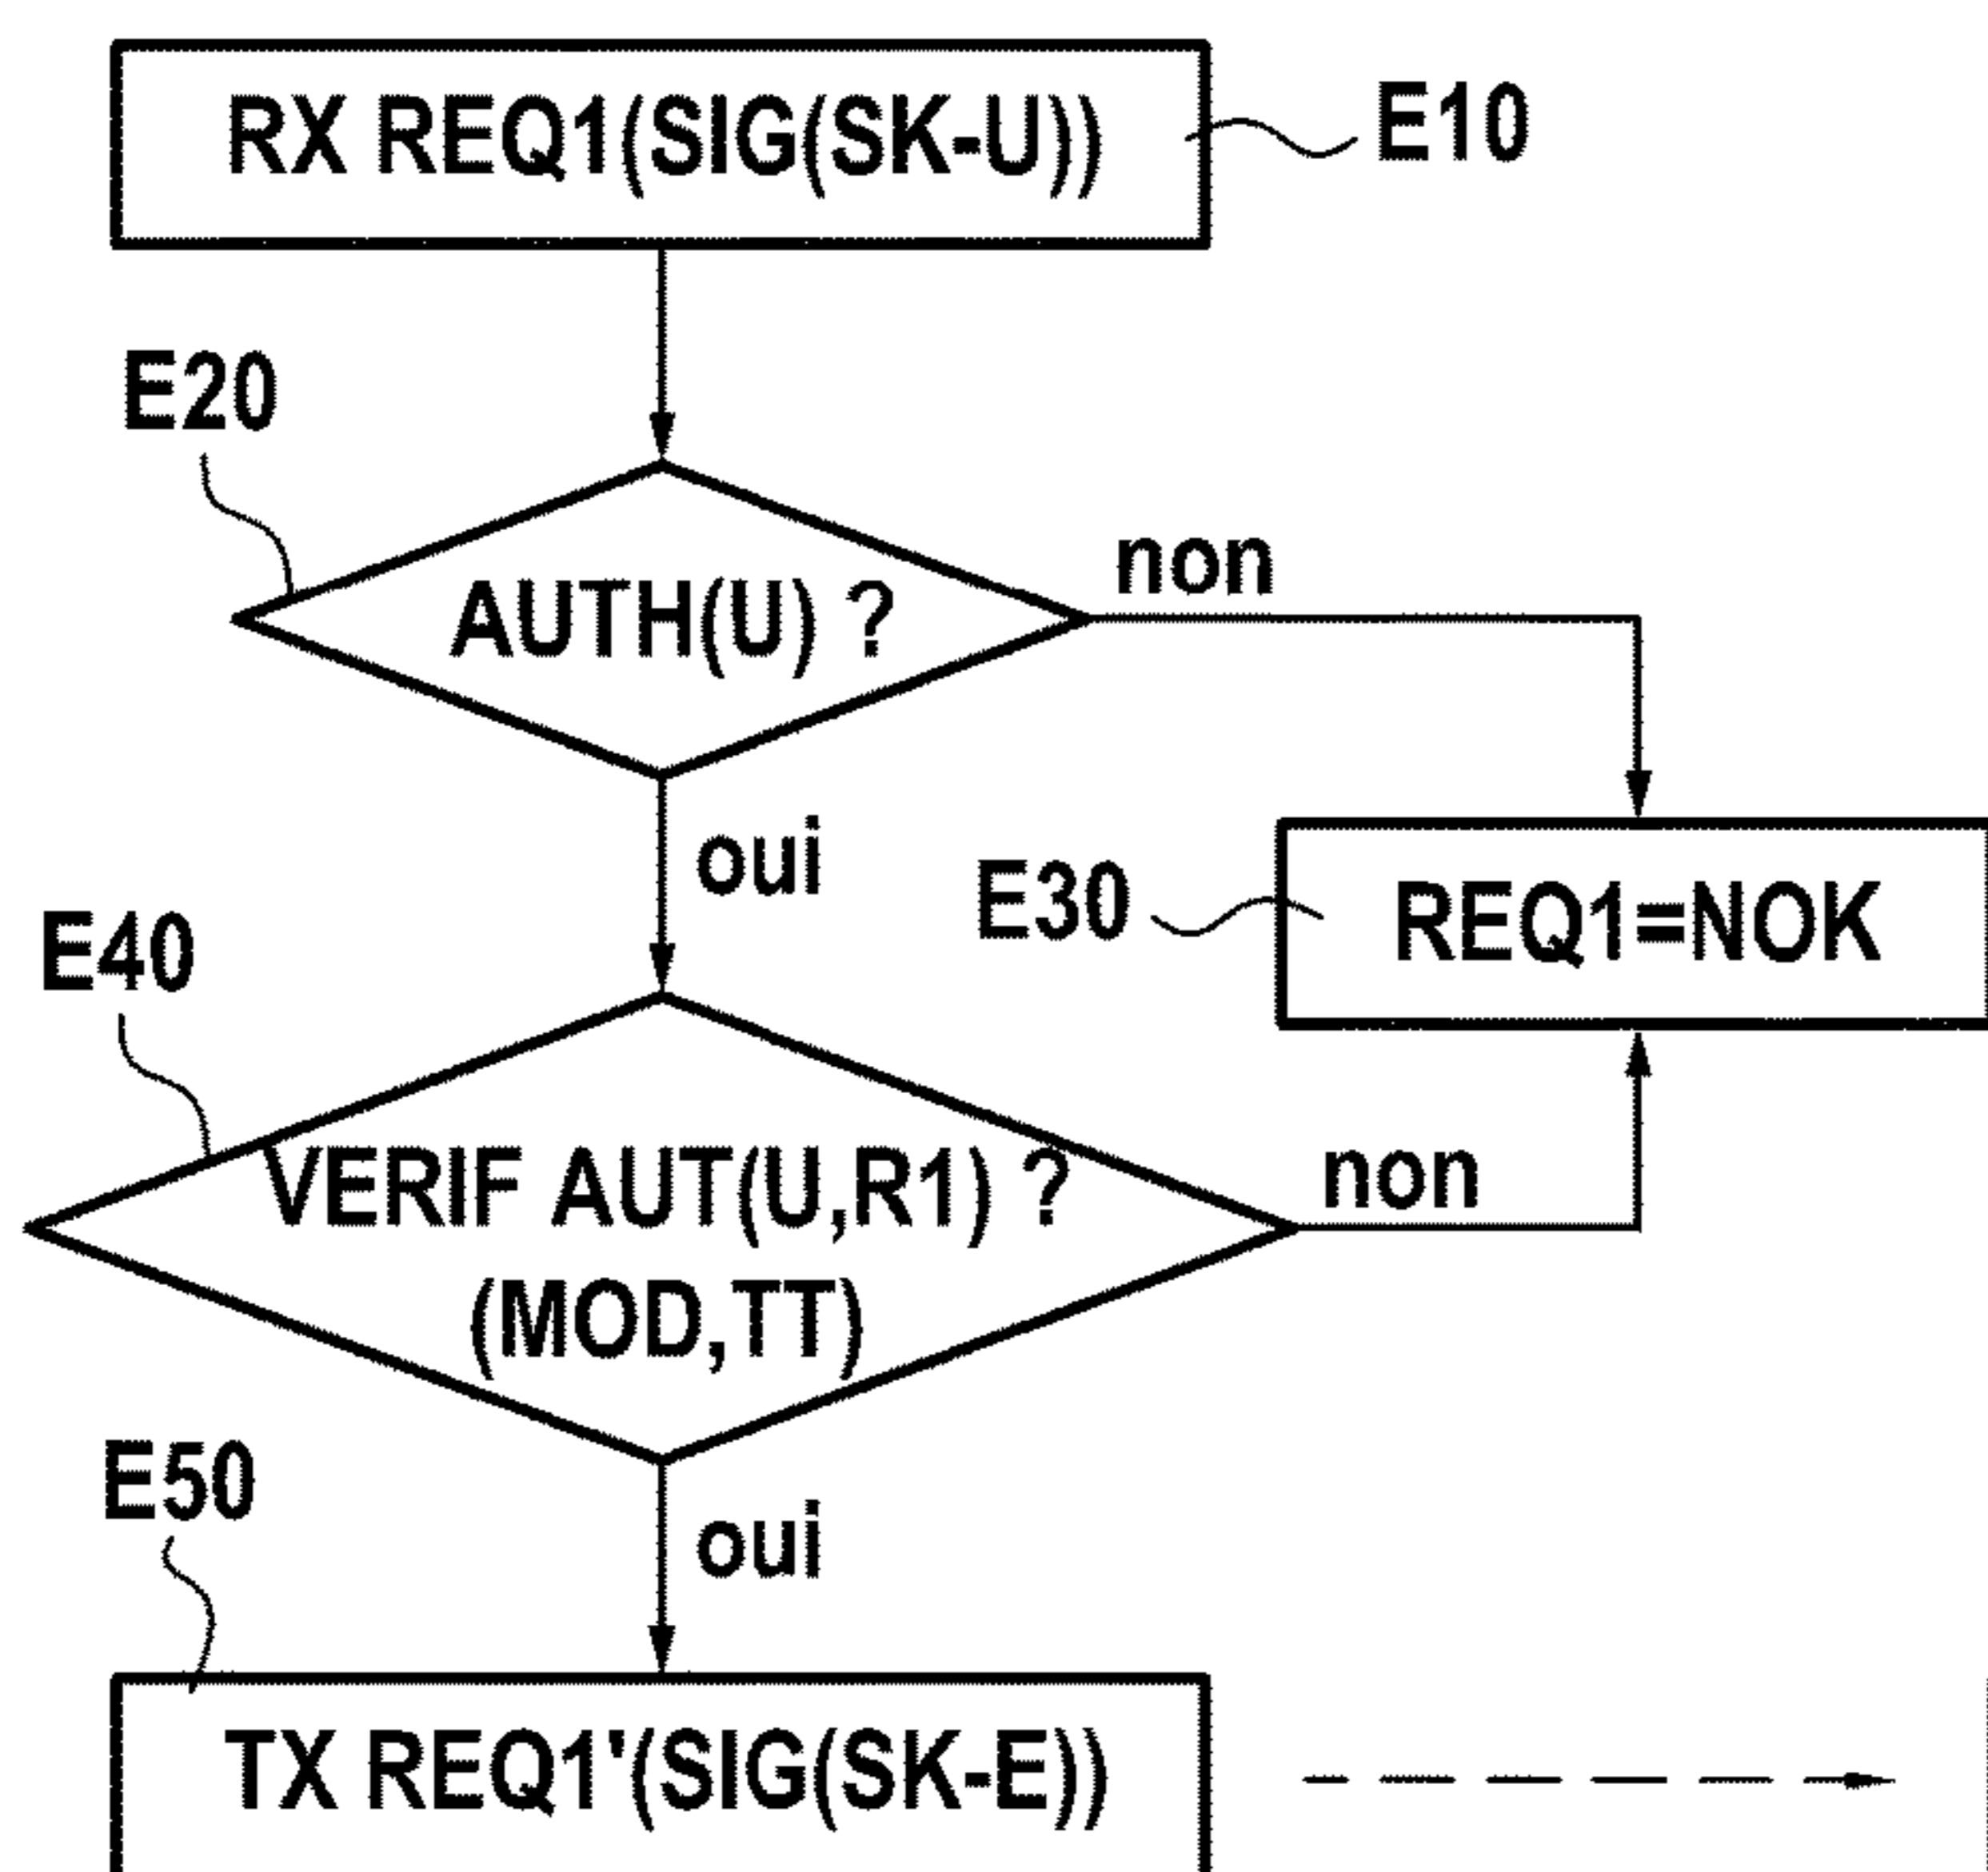 RX REQ1(SIG(SK-U))
E10
E20
AUTH(U) ?
non
oui
E30
REQ1=NOK
E40
VERIF AUT(U,R1) ?
(MOD,TT)
non
E50
oui
TX REQ1'(SIG(SK-E))